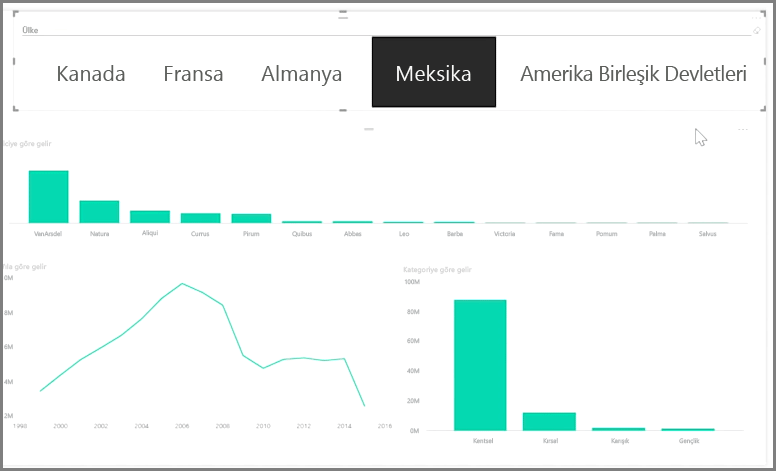 Ülke
Kanada Fransa Almanya Meksika Amerika Birleşik Devletleri
göre gelir
VanArsdel Natura Aliqui Currus Pirum Quibus Abbas Leo Barba Victoria Fama Pomum Palma Salvus
göre gelir
0M
8M
6M
4M
2M
1998 2000 2002 2004 2006 2008 2010 2012 2014 2016
Kategoriye göre gelir
100M
80M
60M
40M
20M
0M
Kentsel Kırsal Karışık Gençlik